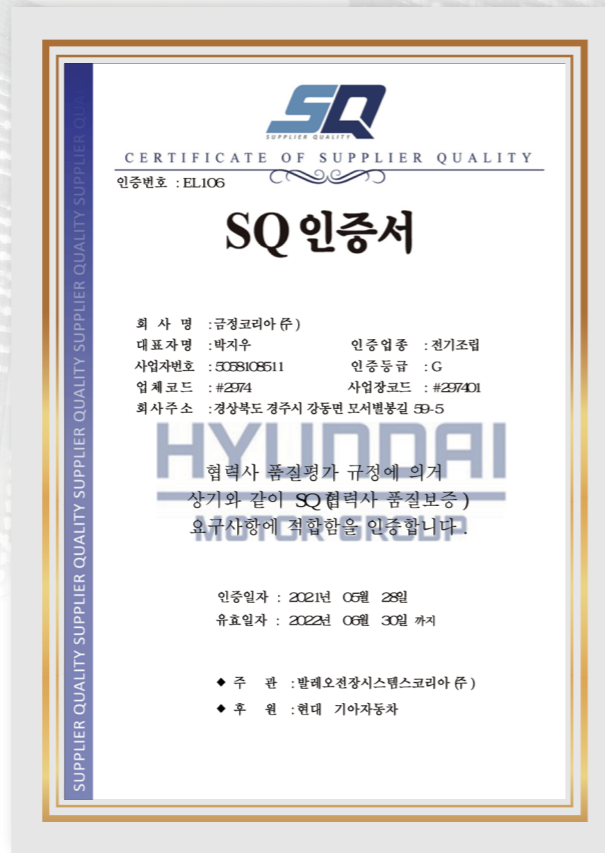 SQ
SUPPLIER QUALITY
CERTIFICATE OF SUPPLIER QUALITY
인증번호 : EL106
SQ 인증서
회 사 명 : 금정코리아 (주)
대표자명 : 박지우 인증업종 : 전기조립
사업자번호 : 5058108511 인증등급 : G
업체코드 : #2974 사업장코드 : #297401
회사주소 : 경상북도 경주시 강동면 모서별봉길 59-5
HYUNDAI
MOTOR GROUP
협력사 품질평가 규정에 의거
상기와 같이 SQ (협력사 품질보증)
요구사항에 적합함을 인증합니다.
인증일자 : 2021년 05월 28일
유효일자 : 2022년 06월 30일 까지
◆ 주 관 : 발레오전장시스템스코리아 (주)
◆ 후 원 : 현대 기아자동차
SUPPLIER QUALITY SUPPLIER QUALITY SUPPLIER QUALITY SUPPLIER QUALITY SUPPLIER QUA